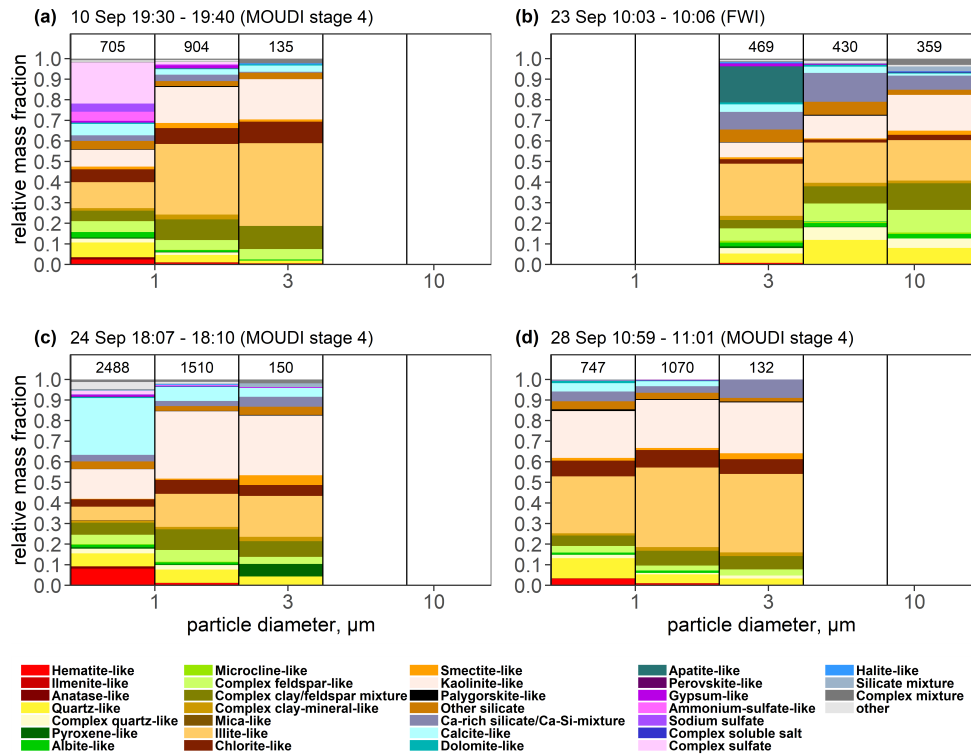 (a) 10 Sep 19:30 - 19:40 (MOUDI stage 4)
705 904 135
relative mass fraction
1.0
0.9
0.8
0.7
0.6
0.5
0.4
0.3
0.2
0.1
0.0
1 3 10
(b) 23 Sep 10:03 - 10:06 (FWI)
469 430 359
1.0
0.9
0.8
0.7
0.6
0.5
0.4
0.3
0.2
0.1
0.0
1 3 10
(c) 24 Sep 18:07 - 18:10 (MOUDI stage 4)
2488 1510 150
relative mass fraction
1.0
0.9
0.8
0.7
0.6
0.5
0.4
0.3
0.2
0.1
0.0
1 3 10
particle diameter, µm
(d) 28 Sep 10:59 - 11:01 (MOUDI stage 4)
747 1070 132
1.0
0.9
0.8
0.7
0.6
0.5
0.4
0.3
0.2
0.1
0.0
1 3 10
particle diameter, µm
Hematite-like
Ilmenite-like
Anatase-like
Quartz-like
Complex quartz-like
Pyroxene-like
Albite-like
Microcline-like
Complex feldspar-like
Complex clay/feldspar mixture
Complex clay-mineral-like
Mica-like
Illite-like
Chlorite-like
Smectite-like
Kaolinite-like
Palygorskite-like
Other silicate
Ca-rich silicate/Ca-Si-mixture
Calcite-like
Dolomite-like
Apatite-like
Perovskite-like
Gypsum-like
Ammonium-sulfate-like
Sodium sulfate
Complex soluble salt
Complex sulfate
Halite-like
Silicate mixture
Complex mixture
other